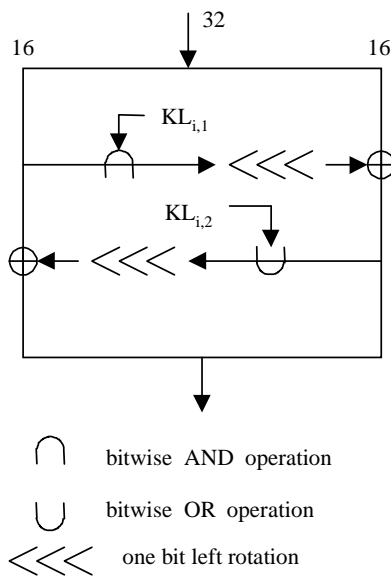 32
16 16
KLi,1
KLi,2
bitwise AND operation
bitwise OR operation
one bit left rotation